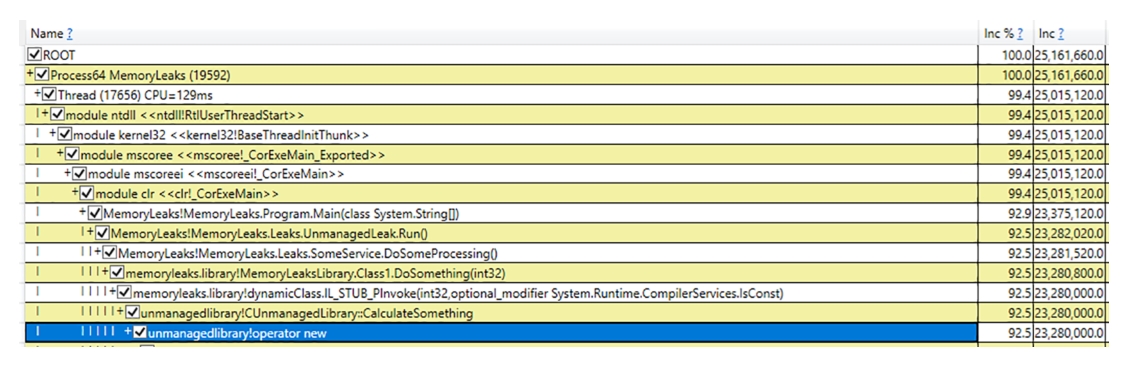 Name ? Inc % ? Inc ?
ROOT 100.0 25,161,660.0
+ Process64 MemoryLeaks (19592) 100.0 25,161,660.0
+ Thread (17656) CPU=129ms 99.4 25,015,120.0
|+ module ntdll <<ntdll!RtlUserThreadStart>> 99.4 25,015,120.0
| + module kernel32 <<kernel32!BaseThreadInitThunk>> 99.4 25,015,120.0
| + module mscoree <<mscoree!_CorExeMain_Exported>> 99.4 25,015,120.0
| + module mscoreei <<mscoreei!_CorExeMain>> 99.4 25,015,120.0
| + module clr <<clr!_CorExeMain>> 99.4 25,015,120.0
| + MemoryLeaks!MemoryLeaks.Program.Main(class System.String[]) 92.9 23,375,120.0
| |+ MemoryLeaks!MemoryLeaks.Leaks.UnmanagedLeak.Run() 92.5 23,282,020.0
| ||+ MemoryLeaks!MemoryLeaks.Leaks.SomeService.DoSomeProcessing() 92.5 23,281,520.0
| |||+ memoryleaks.library!MemoryLeaksLibrary.Class1.DoSomething(int32) 92.5 23,280,800.0
| ||||+ memoryleaks.library!dynamicClass.IL_STUB_PInvoke(int32,optional_modifier System.Runtime.CompilerServices.IsConst) 92.5 23,280,000.0
| |||||+ unmanagedlibrary!CUnmanagedLibrary::CalculateSomething 92.5 23,280,000.0
| ||||| + unmanagedlibrary!operator new 92.5 23,280,000.0